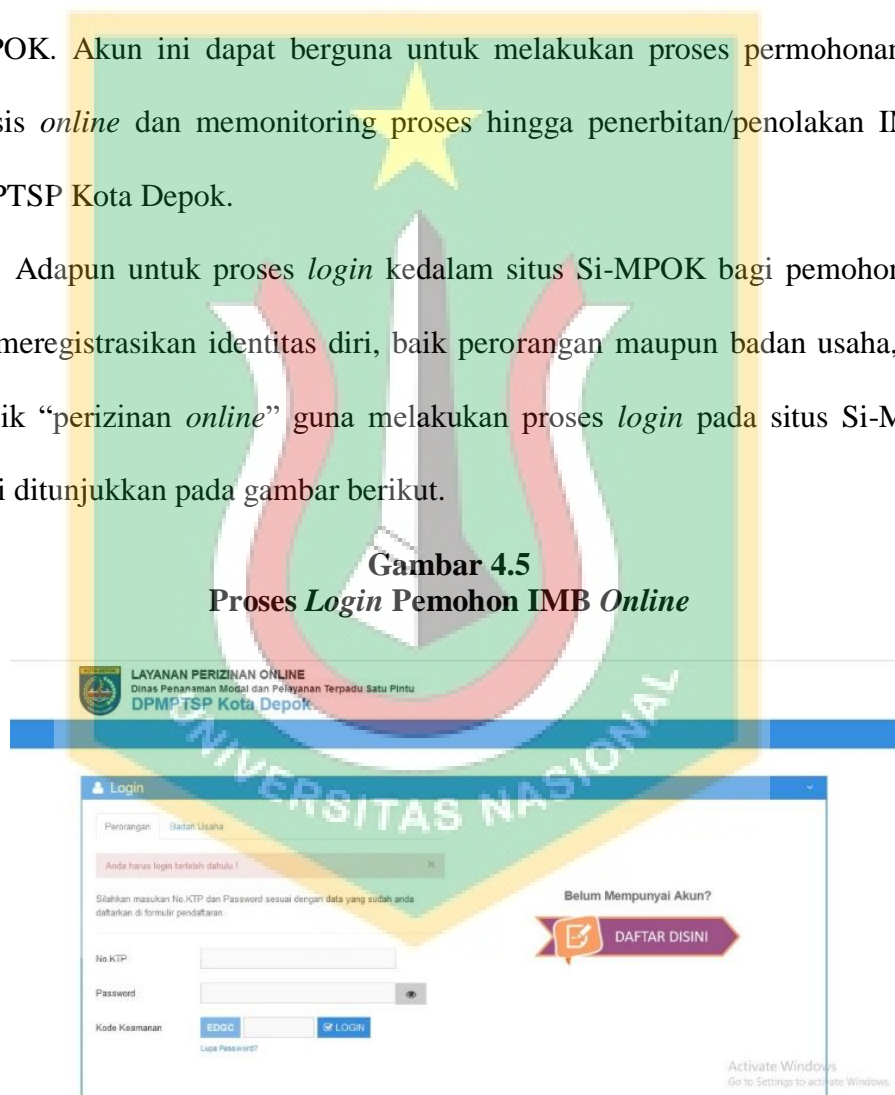 POK. Akun ini dapat berguna untuk melakukan proses permohonan
sis online dan memonitoring proses hingga penerbitan/penolakan I
PTSP Kota Depok.
Adapun untuk proses login kedalam situs Si-MPOK bagi pemohon
meregistrasikan identitas diri, baik perorangan maupun badan usaha,
ik “perizinan online” guna melakukan proses login pada situs Si-M
i ditunjukkan pada gambar berikut.
Gambar 4.5
Proses Login Pemohon IMB Online
LAYANAN PERIZINAN ONLINE
Dinas Penanaman Modal dan Pelayanan Terpadu Satu Pintu
DPMPTSP Kota Depok
UNIVERSITAS NASIONAL
Login
Perorangan Badan Usaha
Anda harus login terlebih dahulu ! ×
Silahkan masukan No.KTP dan Password sesuai dengan data yang sudah anda
daftarkan di formulir pendaftaran.
No.KTP
Password
Kode Keamanan EDGC LOGIN
Lupa Password?
Belum Mempunyai Akun?
DAFTAR DISINI
Activate Windows
Go to Settings to activate Windows.